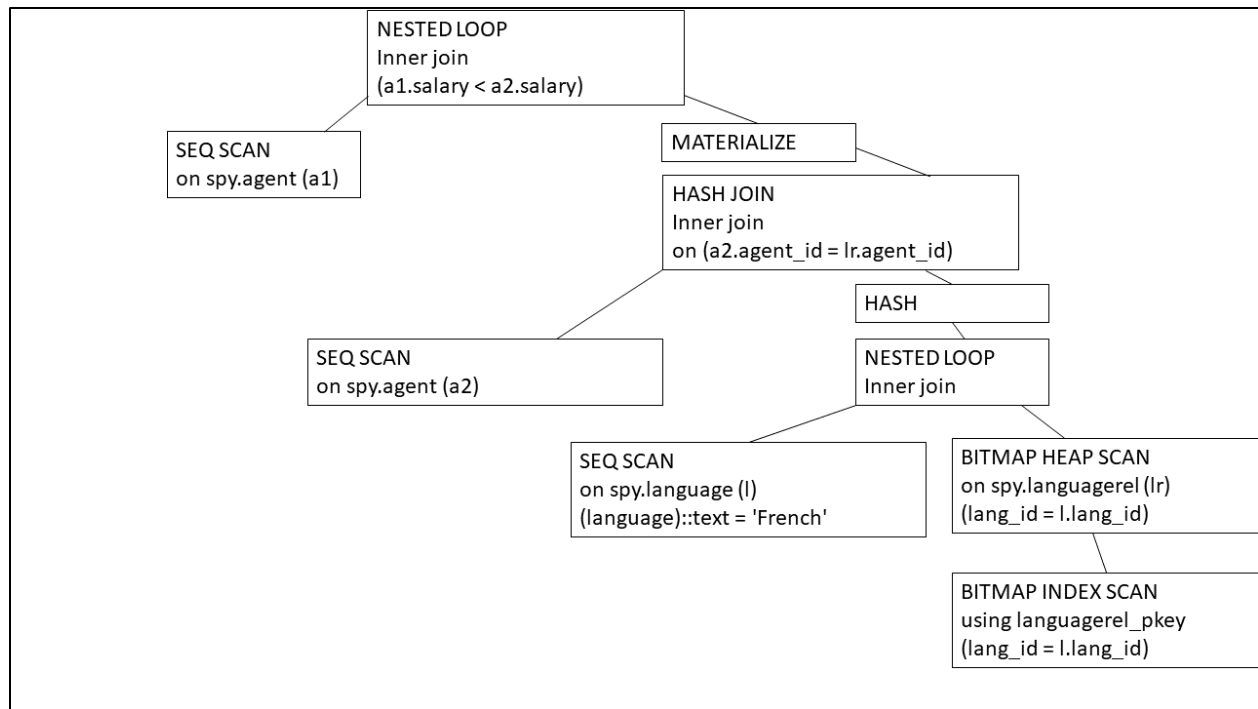 NESTED LOOP
Inner join
(a1.salary < a2.salary)
SEQ SCAN
on spy.agent (a1)
MATERIALIZE
HASH JOIN
Inner join
on (a2.agent_id = lr.agent_id)
HASH
SEQ SCAN
on spy.agent (a2)
NESTED LOOP
Inner join
SEQ SCAN
on spy.language (l)
(language)::text = 'French'
BITMAP HEAP SCAN
on spy.languagerel (lr)
(lang_id = l.lang_id)
BITMAP INDEX SCAN
using languagerel_pkey
(lang_id = l.lang_id)